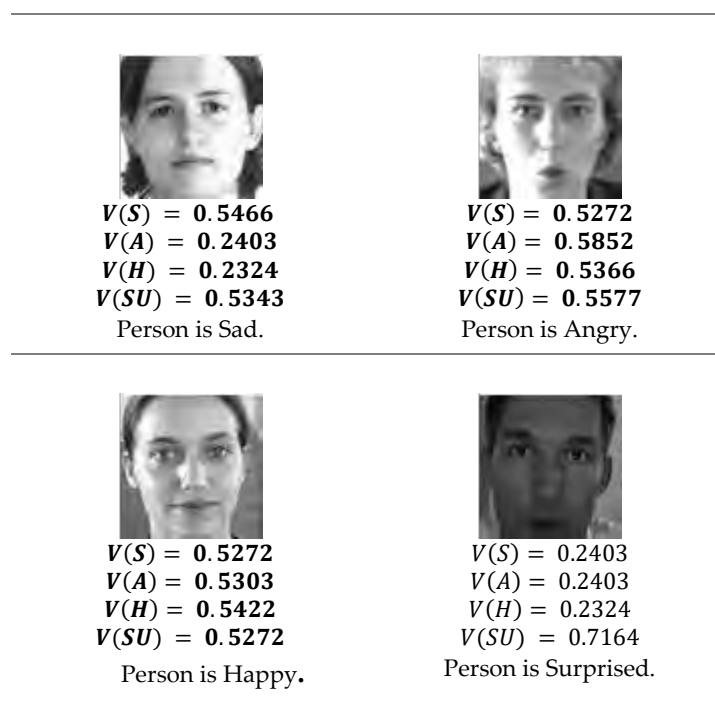 V(S) = 0.5466
V(A) = 0.2403
V(H) = 0.2324
V(SU) = 0.5343
Person is Sad.
V(S) = 0.5272
V(A) = 0.5852
V(H) = 0.5366
V(SU) = 0.5577
Person is Angry.
V(S) = 0.5272
V(A) = 0.5303
V(H) = 0.5422
V(SU) = 0.5272
Person is Happy.
V(S) = 0.2403
V(A) = 0.2403
V(H) = 0.2324
V(SU) = 0.7164
Person is Surprised.